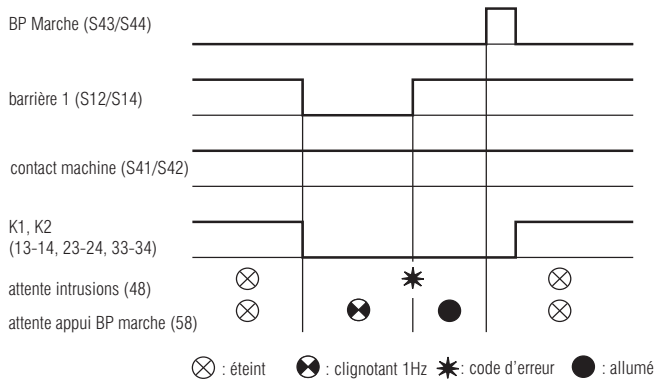 BP Marche (S43/S44)
barrière 1 (S12/S14)
contact machine (S41/S42)
K1, K2
(13-14, 23-24, 33-34)
attente intrusions (48)
attente appui BP marche (58)
: éteint : clignotant 1Hz : code d'erreur : allumé